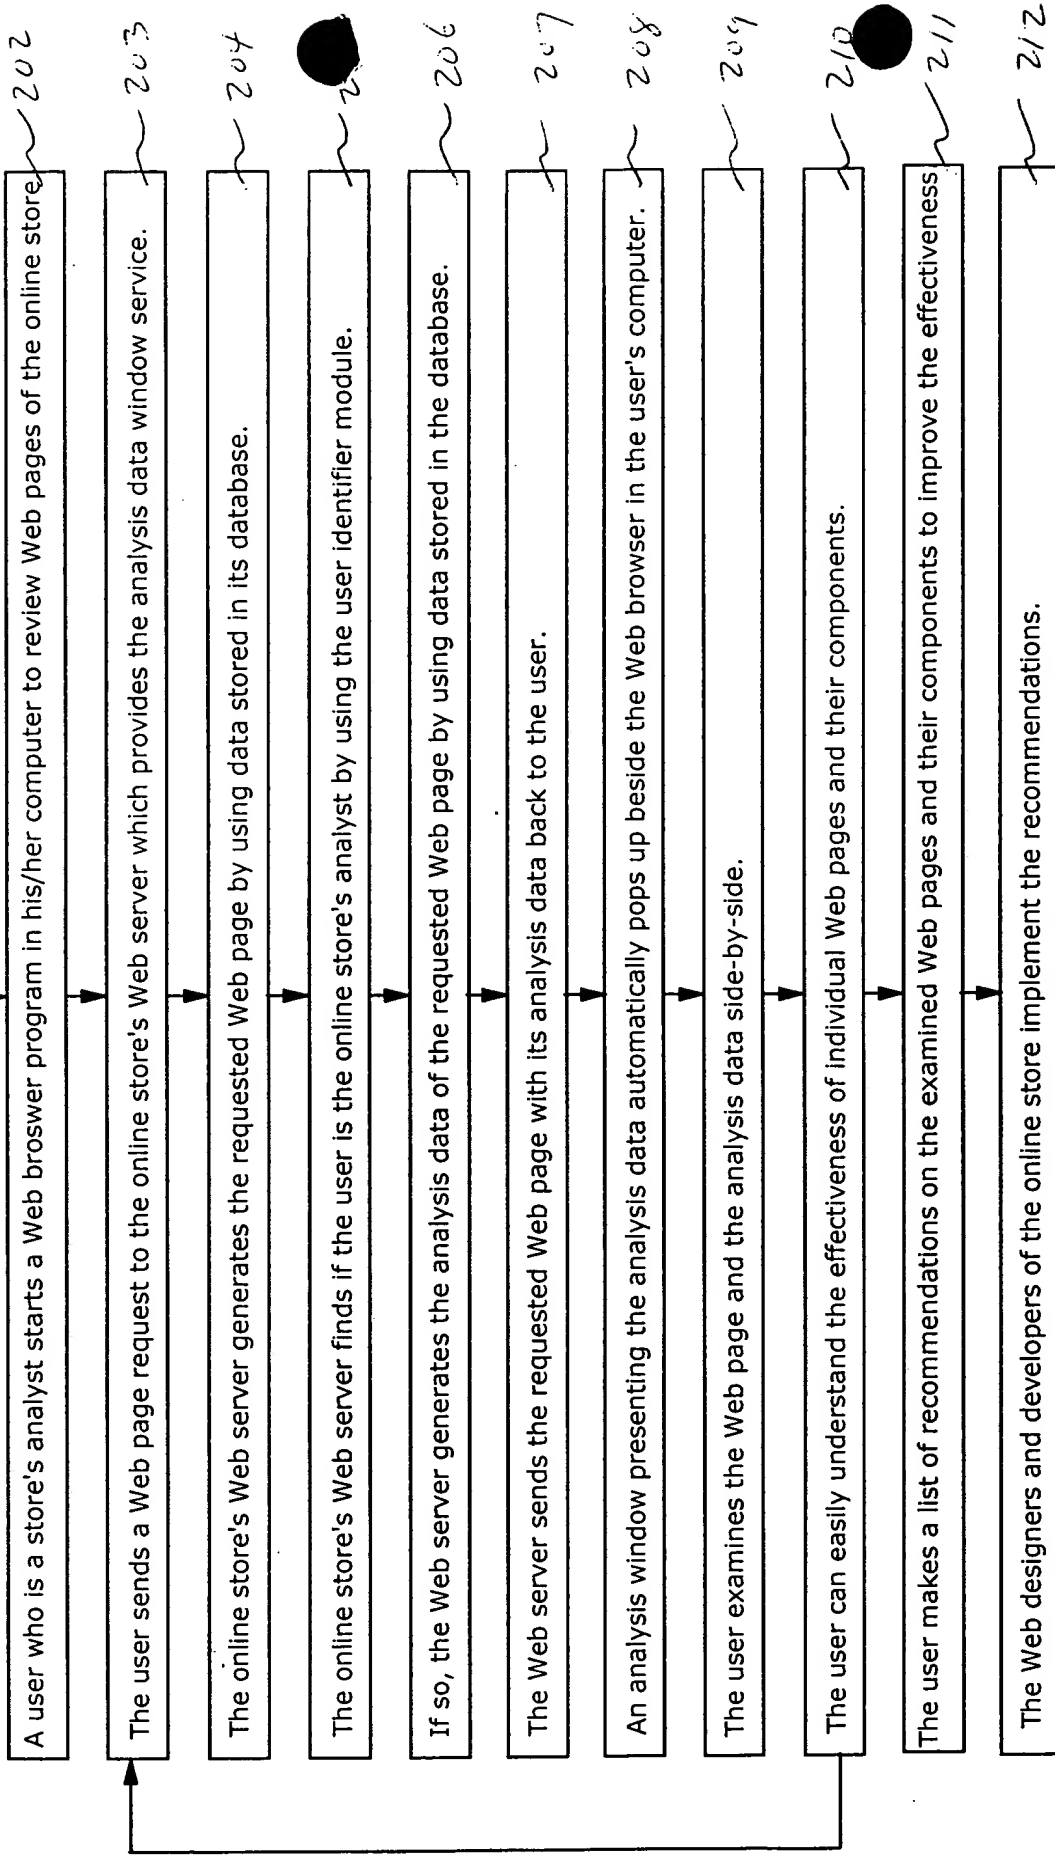 A user who is a store's analyst starts a Web broswer program in his/her computer to review Web pages of the online store 202
The user sends a Web page request to the online store's Web server which provides the analysis data window service. 203
The online store's Web server generates the requested Web page by using data stored in its database. 204
The online store's Web server finds if the user is the online store's analyst by using the user identifier module. 2
If so, the Web server generates the analysis data of the requested Web page by using data stored in the database. 206
The Web server sends the requested Web page with its analysis data back to the user. 207
An analysis window presenting the analysis data automatically pops up beside the Web browser in the user's computer. 208
The user examines the Web page and the analysis data side-by-side. 209
The user can easily understand the effectiveness of individual Web pages and their components. 210
The user makes a list of recommendations on the examined Web pages and their components to improve the effectiveness 211
The Web designers and developers of the online store implement the recommendations. 212